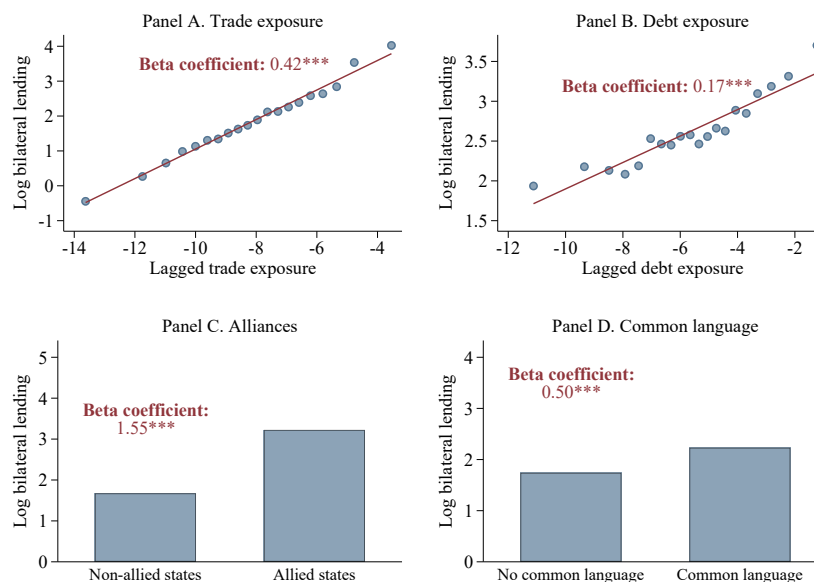 Panel A. Trade exposure
Beta coefficient: 0.42***
Log bilateral lending
4
3
2
1
0
-1
-14
-12
-10
-8
-6
-4
Lagged trade exposure
Panel B. Debt exposure
Beta coefficient: 0.17***
Log bilateral lending
3.5
3
2.5
2
1.5
-12
-10
-8
-6
-4
-2
Lagged debt exposure
Panel C. Alliances
Beta coefficient:
1.55***
Log bilateral lending
5
4
3
2
1
0
Non-allied states
Allied states
Panel D. Common language
Beta coefficient:
0.50***
Log bilateral lending
4
3
2
1
0
No common language
Common language